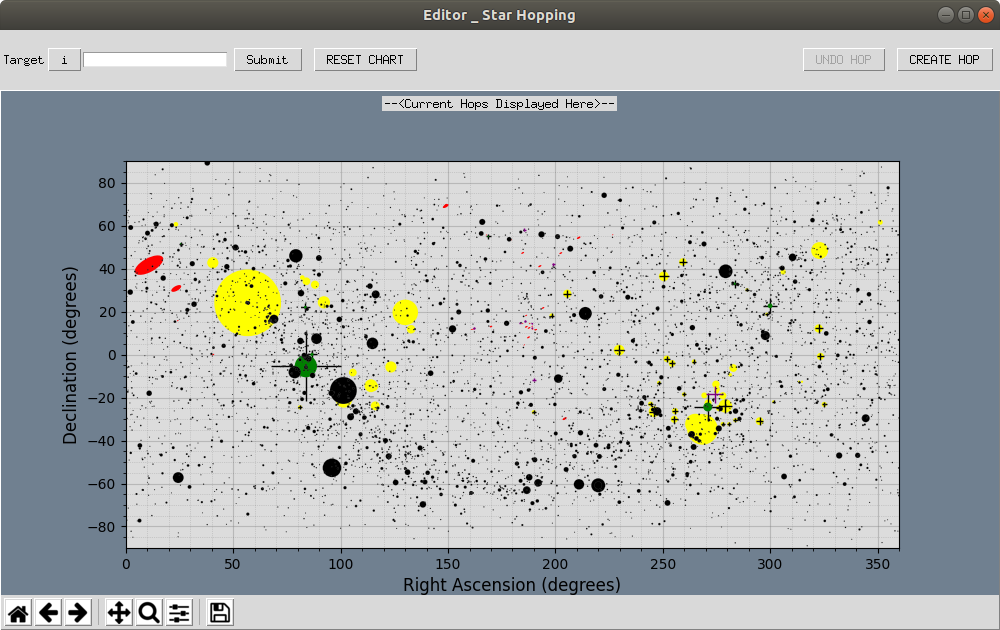 Editor _ Star Hopping
Target i Submit RESET CHART UNDO HOP CREATE HOP
--<Current Hops Displayed Here>--
80
60
40
20
0
−20
−40
−60
−80
Declination (degrees)
0 50 100 150 200 250 300 350
Right Ascension (degrees)